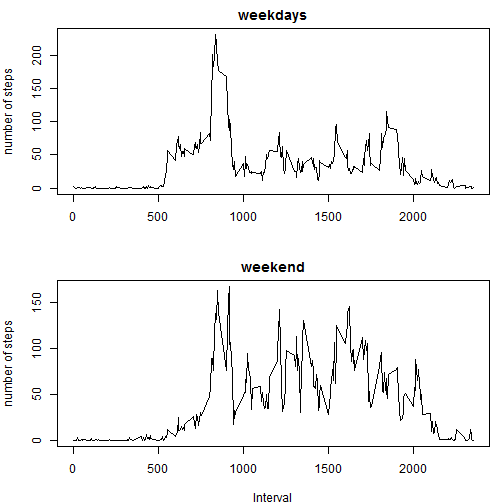 weekdays
number of steps
0 50 100 150 200
0 500 1000 1500 2000
weekend
number of steps
0 50 100 150
0 500 1000 1500 2000
Interval